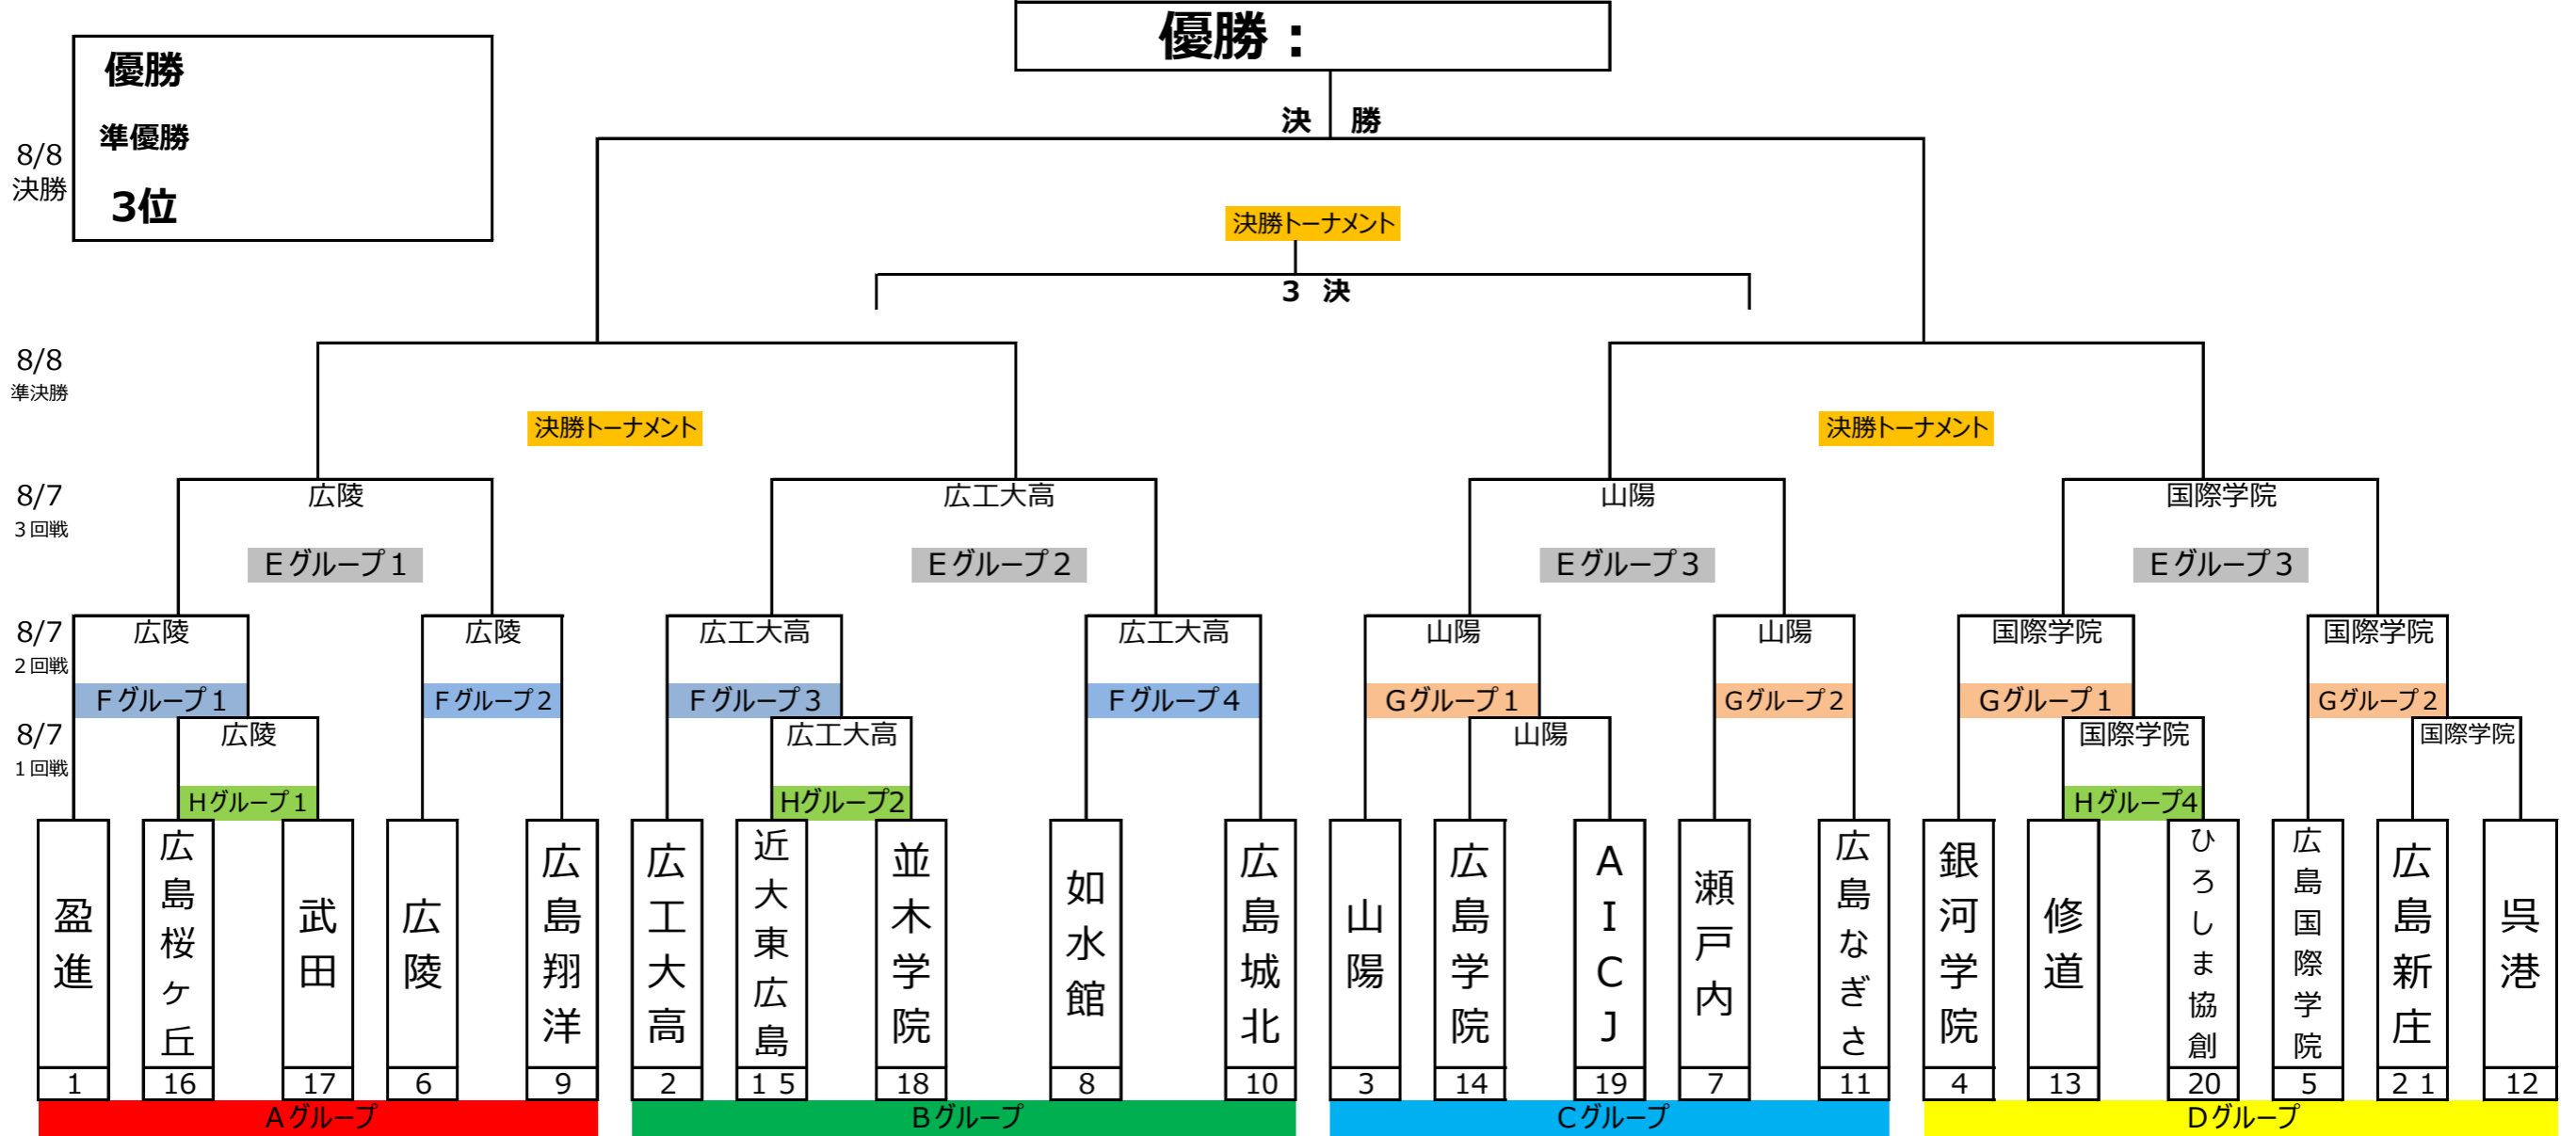 優勝：
優勝
準優勝
3位
8/8
決勝
決 勝
決勝トーナメント
3 決
8/8
準決勝
決勝トーナメント
決勝トーナメント
8/7
3回戦
広陵
広工大高
山陽
国際学院
Eグループ1
Eグループ2
Eグループ3
Eグループ3
8/7
2回戦
広陵
広陵
広工大高
広工大高
山陽
山陽
国際学院
国際学院
Fグループ1
Fグループ2
Fグループ3
Fグループ4
Gグループ1
Gグループ2
Gグループ1
Gグループ2
8/7
1回戦
広陵
広工大高
山陽
国際学院
国際学院
Hグループ1
Hグループ2
Hグループ4
盈進
広島桜ケ丘
武田
広陵
広島翔洋
広工大高
近大東広島
並木学院
如水館
広島城北
山陽
広島学院
AICJ
瀬戸内
広島なぎさ
銀河学院
修道
ひろしま協創
広島国際学院
広島新庄
呉港
1
16
17
6
9
2
15
18
8
10
3
14
19
7
11
4
13
20
5
21
12
Aグループ
Bグループ
Cグループ
Dグループ